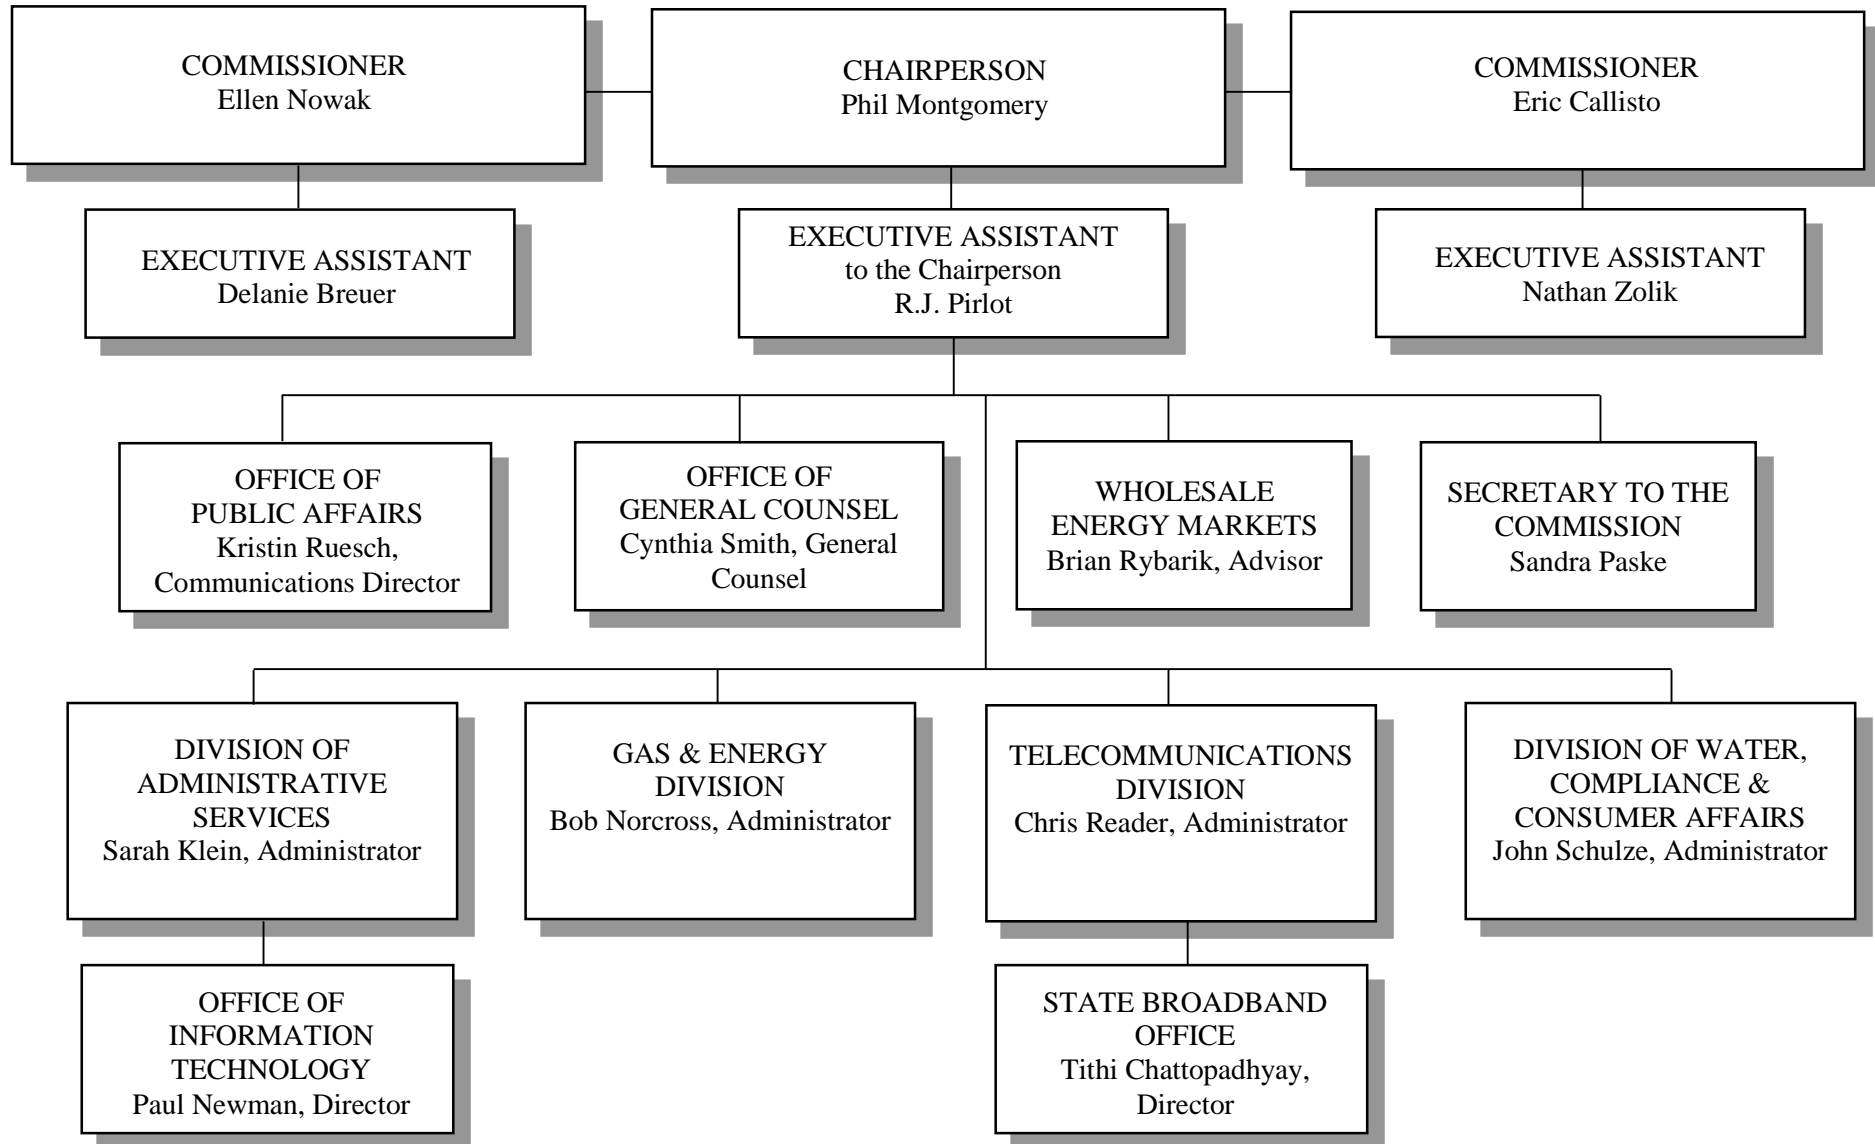 COMMISSIONER
Ellen Nowak
CHAIRPERSON
Phil Montgomery
COMMISSIONER
Eric Callisto
EXECUTIVE ASSISTANT
Delanie Breuer
EXECUTIVE ASSISTANT
to the Chairperson
R.J. Pirlot
EXECUTIVE ASSISTANT
Nathan Zolik
OFFICE OF
PUBLIC AFFAIRS
Kristin Ruesch,
Communications Director
OFFICE OF
GENERAL COUNSEL
Cynthia Smith, General
Counsel
WHOLESALE
ENERGY MARKETS
Brian Rybarik, Advisor
SECRETARY TO THE
COMMISSION
Sandra Paske
DIVISION OF
ADMINISTRATIVE
SERVICES
Sarah Klein, Administrator
GAS & ENERGY
DIVISION
Bob Norcross, Administrator
TELECOMMUNICATIONS
DIVISION
Chris Reader, Administrator
DIVISION OF WATER,
COMPLIANCE &
CONSUMER AFFAIRS
John Schulze, Administrator
OFFICE OF
INFORMATION
TECHNOLOGY
Paul Newman, Director
STATE BROADBAND
OFFICE
Tithi Chattopadhyay,
Director